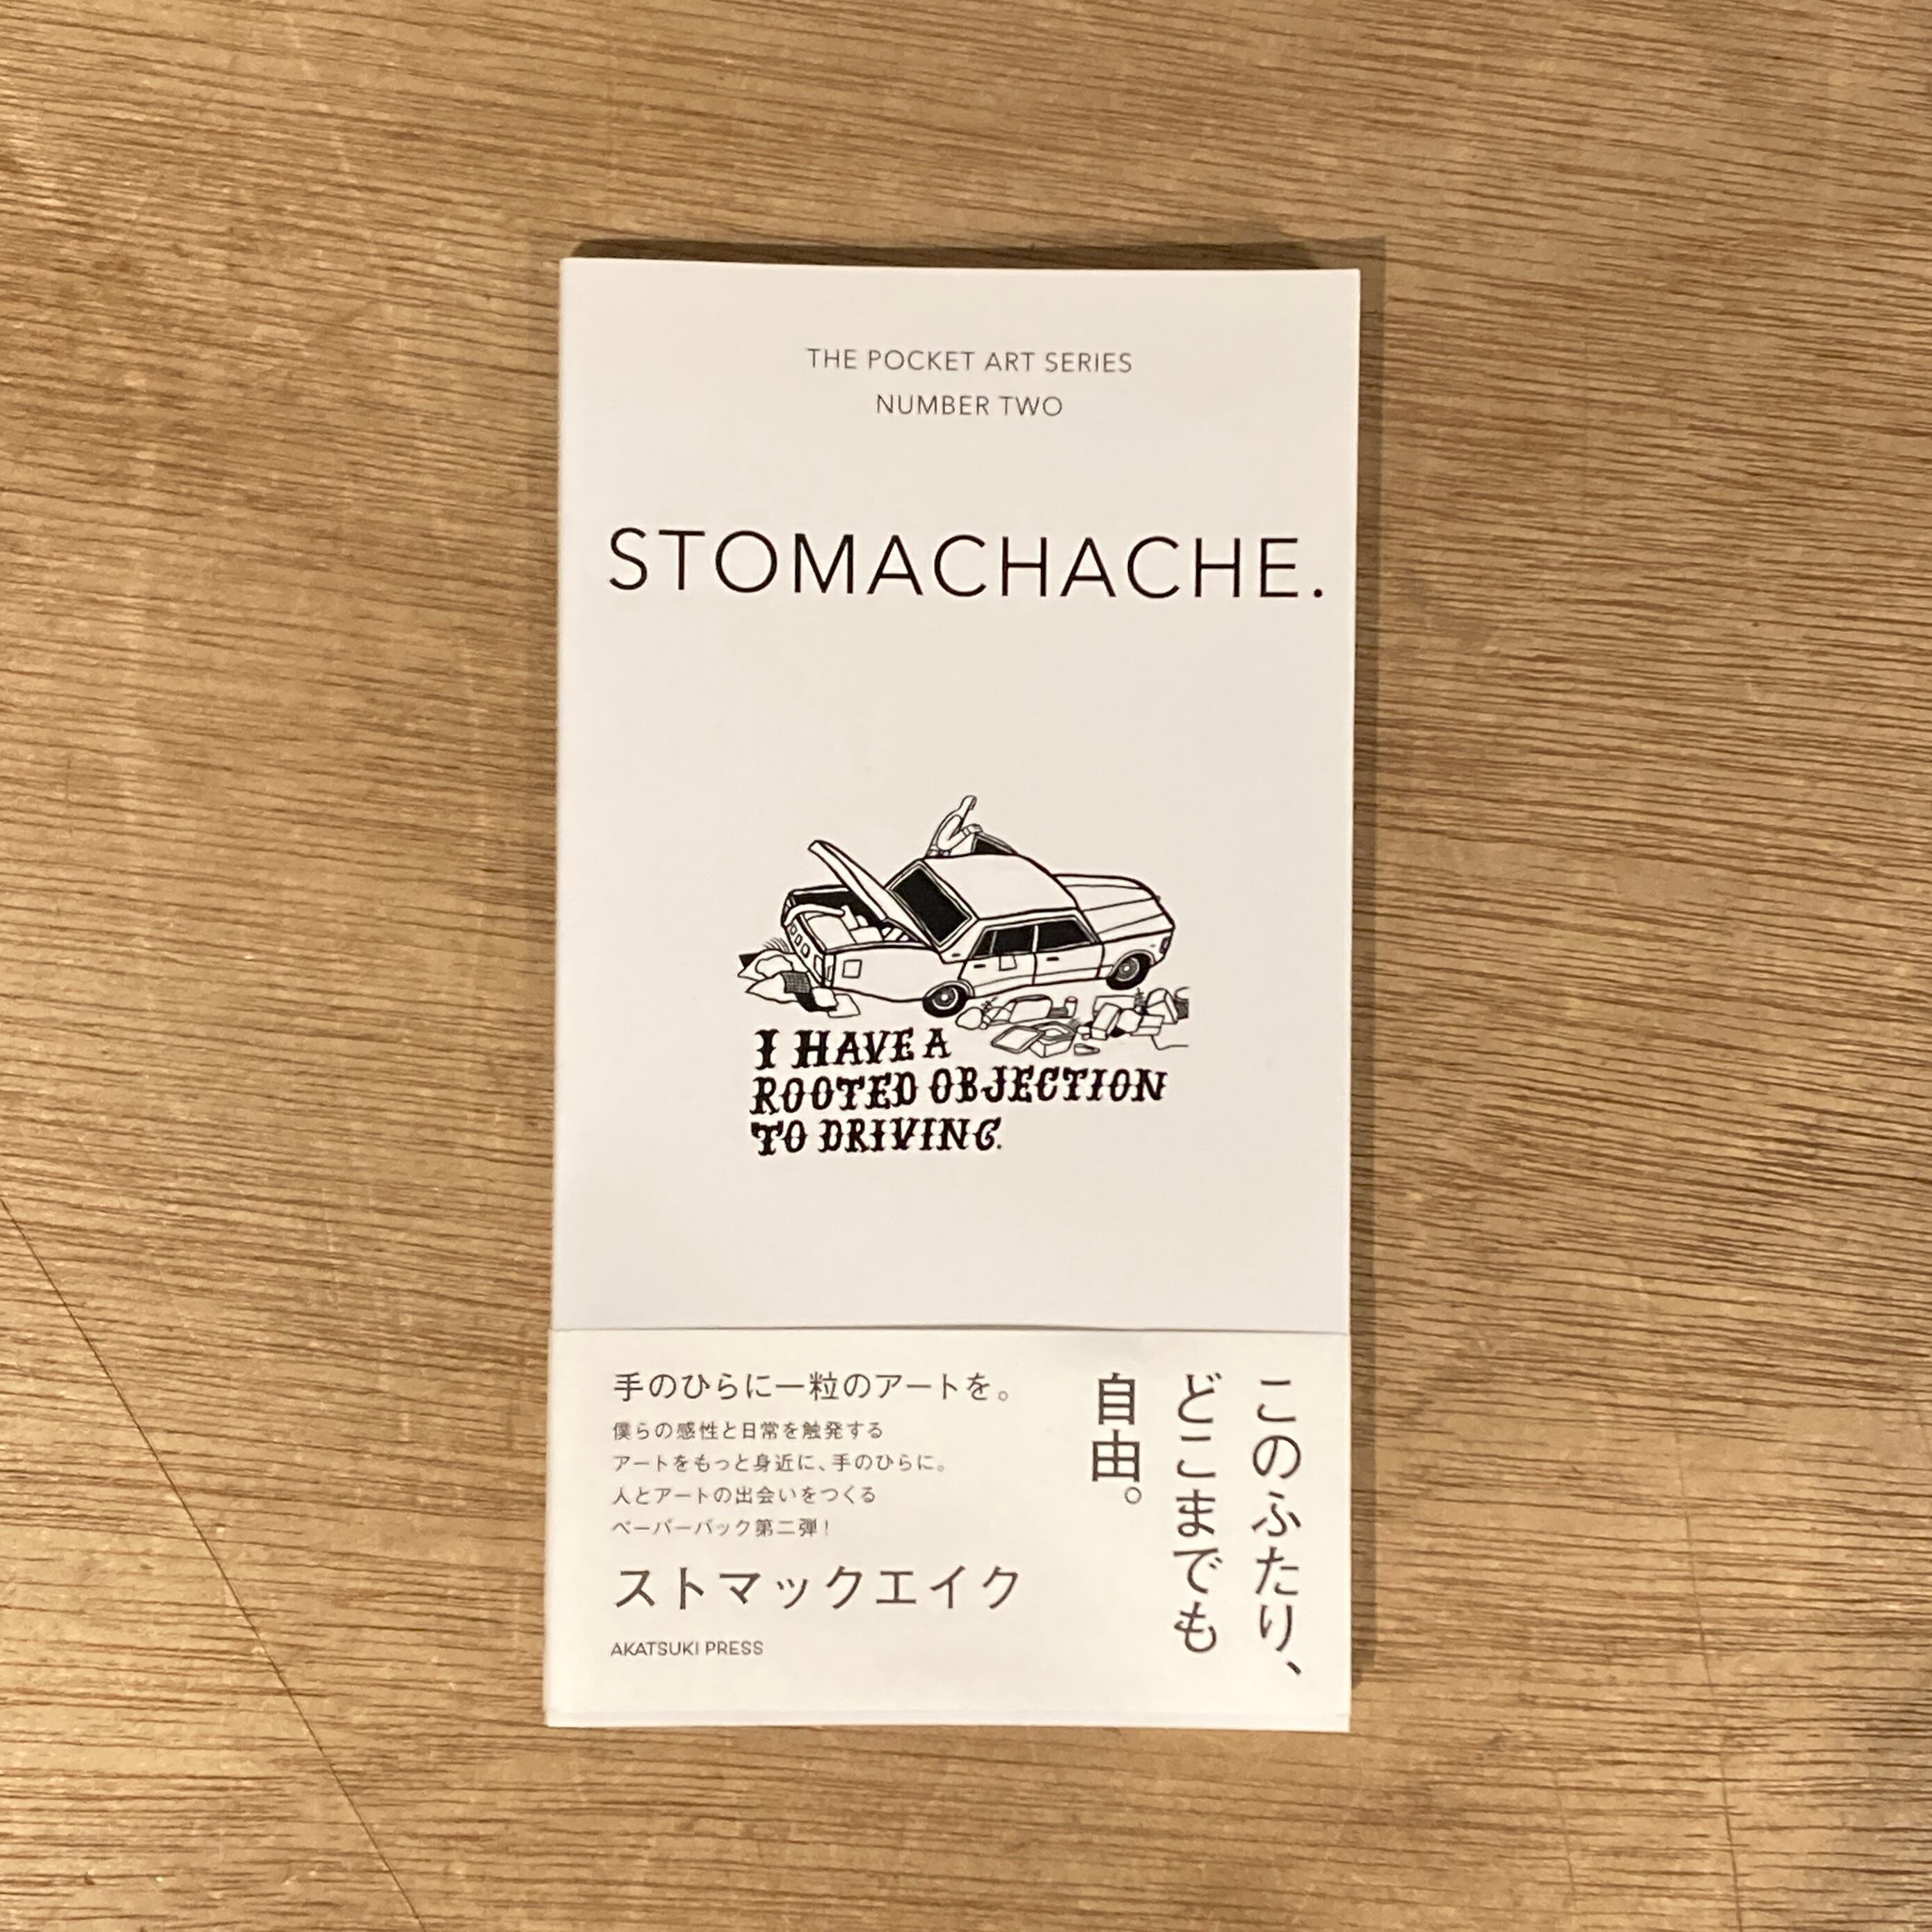 THE POCKET ART SERIES
NUMBER TWO
STOMACHACHE.
I HAVE A
ROOTED OBJECTION
TO DRIVING.
このふたり、
どこまでも
自由。
手のひらに一粒のアートを。
僕らの感性と日常を触発する
アートをもっと身近に、手のひらに。
人とアートの出会いをつくる
ペーパーバック第二弾!
ストマックエイク
AKATSUKI PRESS